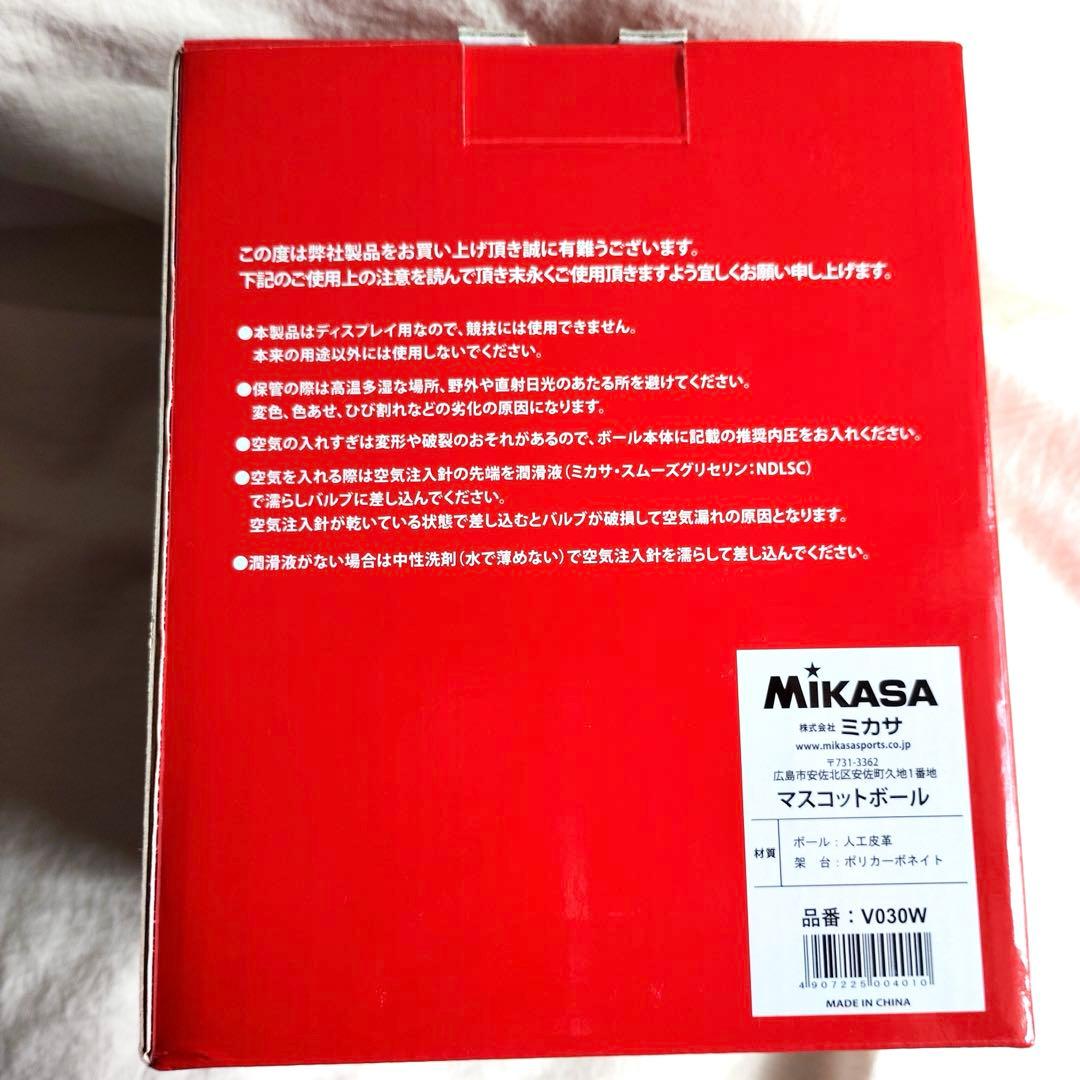 この度は弊社製品をお買い上げ頂き誠に有難うございます。
下記のご使用上の注意を読んで頂き末永くご使用頂きますよう宜しくお願い申し上げます。
●本製品はディスプレイ用なので、競技には使用できません。
本来の用途以外には使用しないでください。
●保管の際は高温多湿な場所、野外や直射日光のあたる所を避けてください。
変色、色あせ、ひび割れなどの劣化の原因になります。
●空気の入れすぎは変形や破裂のおそれがあるので、ボール本体に記載の推奨内圧をお入れください。
●空気を入れる際は空気注入針の先端を潤滑液（ミカサ・スムーズグリセリン：NDLSC）
で濡らしバルブに差し込んでください。
空気注入針が乾いている状態で差し込むとバルブが破損して空気漏れの原因となります。
●潤滑液がない場合は中性洗剤（水で薄めない）で空気注入針を濡らして差し込んでください。
MIKASA
株式会社 ミカサ
www.mikasasports.co.jp
〒731-3362
広島市安佐北区安佐町久地1番地
マスコットボール
材質
ボール：人工皮革
架 台：ポリカーボネイト
品番：V030W
4907225004010
MADE IN CHINA